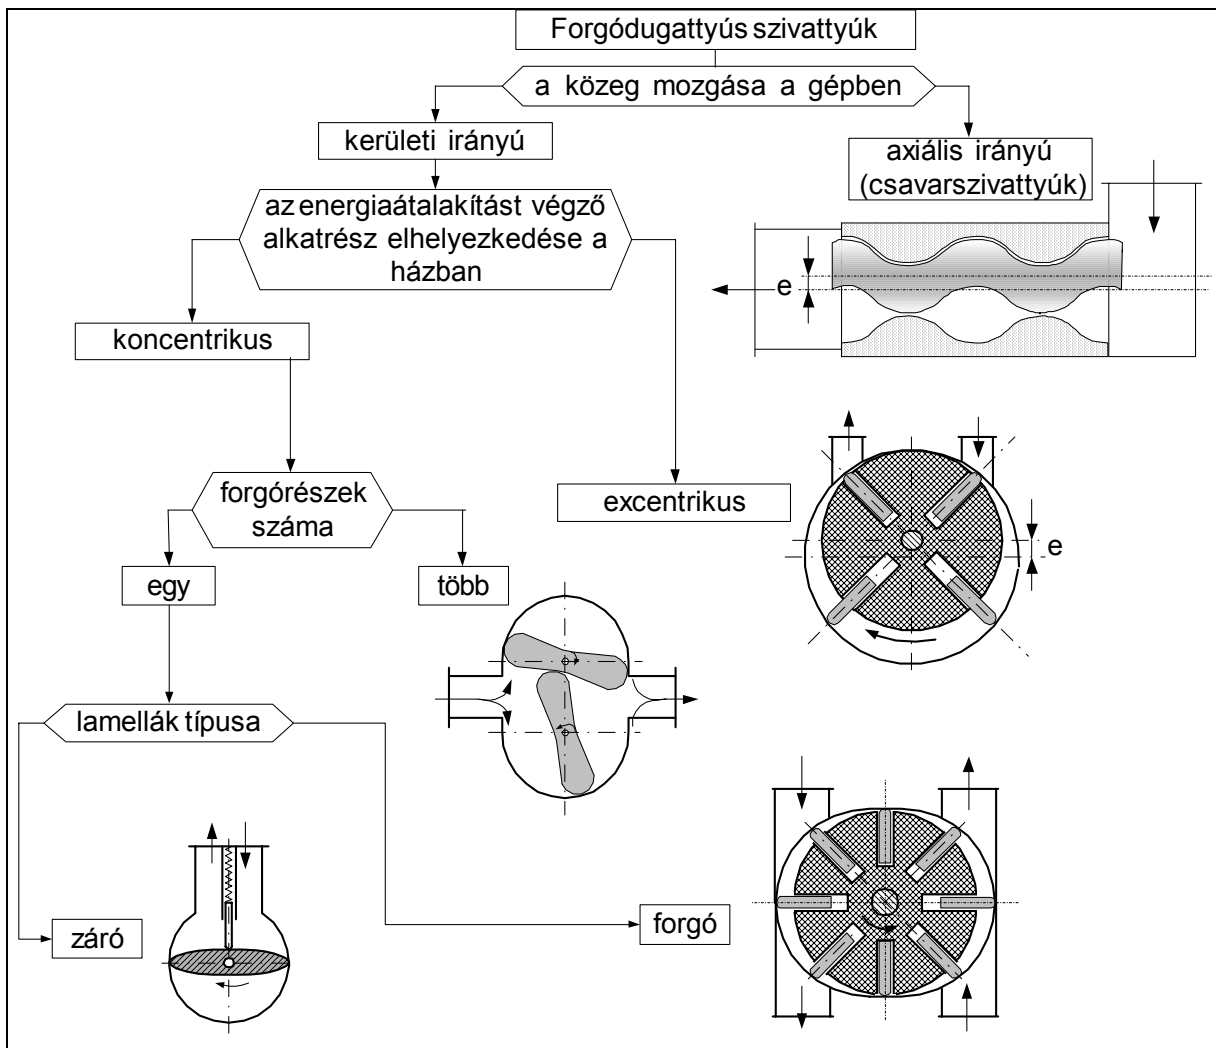 Forgódugattyús szivattyúk
a közeg mozgása a gépben
kerületi irányú
axiális irányú
(csavarszivattyúk)
az energiaátalakítást végző
alkatrész elhelyezkedése a
házban
e
koncentrikus
forgórészek
száma
excentrikus
e
egy
több
lamellák típusa
záró
forgó